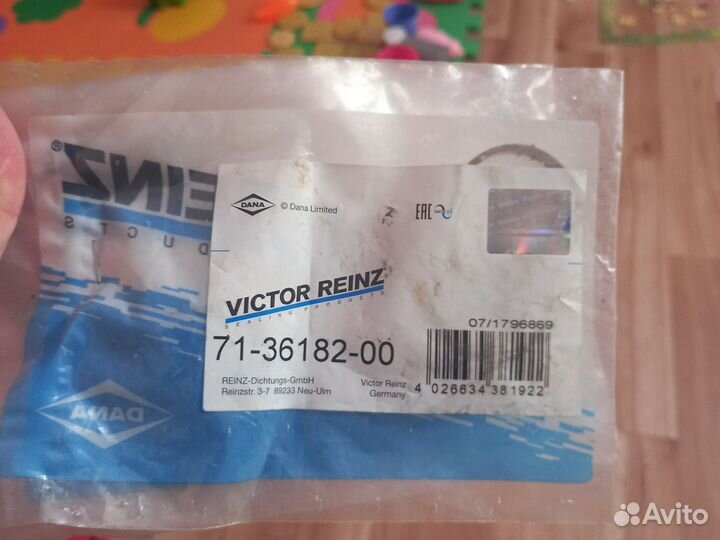 REINZ®
DUCTS
DANA
© Dana Limited
EAC
VICTOR REINZ®
SEALING PRODUCTS
07/1796869
71-36182-00
REINZ-Dichtungs-GmbH
Reinzstr. 3-7 89233 Neu-Ulm
Victor Reinz
Germany
4 026634 381922
DANA
Avito